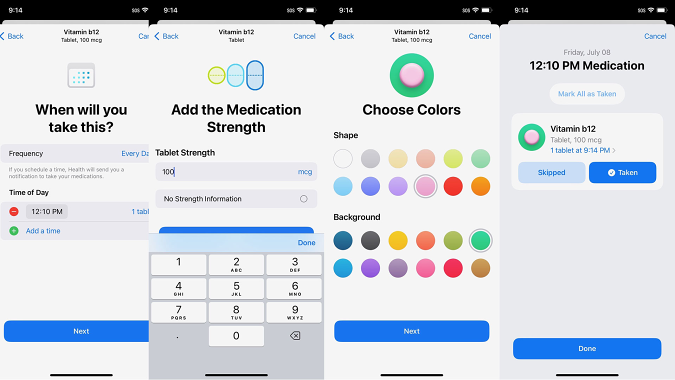 9:14
SOS
Back
Vitamin b12
Tablet, 100 mcg
Can
When will you
take this?
Frequency
Every Da
If you schedule a time, Health will send you a
notification to take your medications.
Time of Day
12:10 PM
1 tabl
Add a time
Next
9:14
SOS
Back
Vitamin b12
Tablet
Cancel
Add the Medication
Strength
Tablet Strength
100
mcg
No Strength Information
Done
1
2
ABC
3
DEF
4
GHI
5
JKL
6
MNO
7
PQRS
8
TUV
9
WXYZ
.
0
9:14
SOS
Back
Vitamin b12
Tablet, 100 mcg
Cancel
Choose Colors
Shape
Background
Next
9:14
SOS
Cancel
Friday, July 08
12:10 PM Medication
Mark All as Taken
Vitamin b12
Tablet, 100 mcg
1 tablet at 9:14 PM
Skipped
Taken
Done